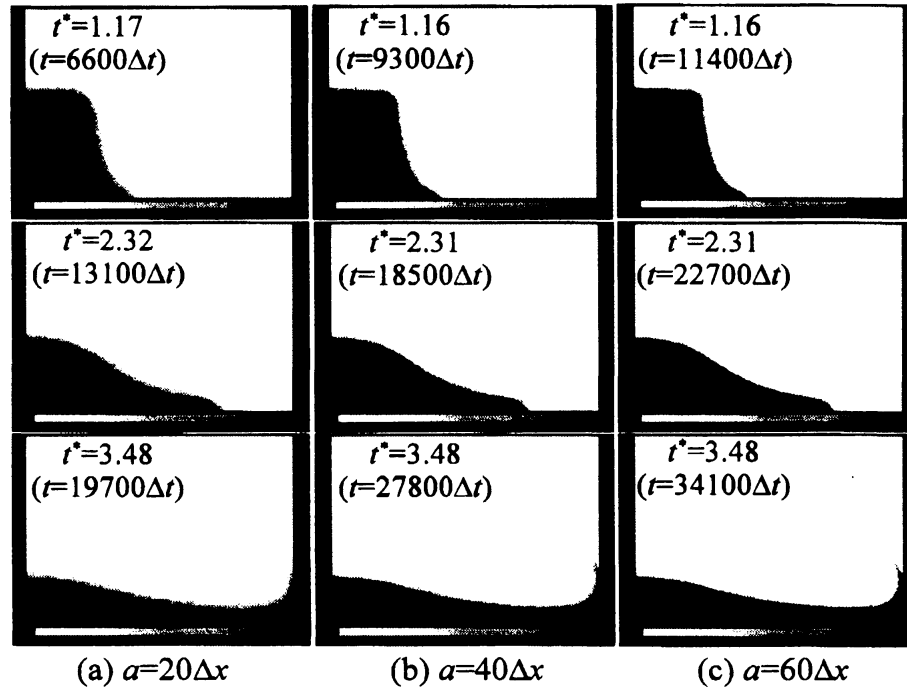 t*=1.17
(t=6600Δt)
t*=1.16
(t=9300Δt)
t*=1.16
(t=11400Δt)
t*=2.32
(t=13100Δt)
t*=2.31
(t=18500Δt)
t*=2.31
(t=22700Δt)
t*=3.48
(t=19700Δt)
t*=3.48
(t=27800Δt)
t*=3.48
(t=34100Δt)
(a) a=20Δx
(b) a=40Δx
(c) a=60Δx